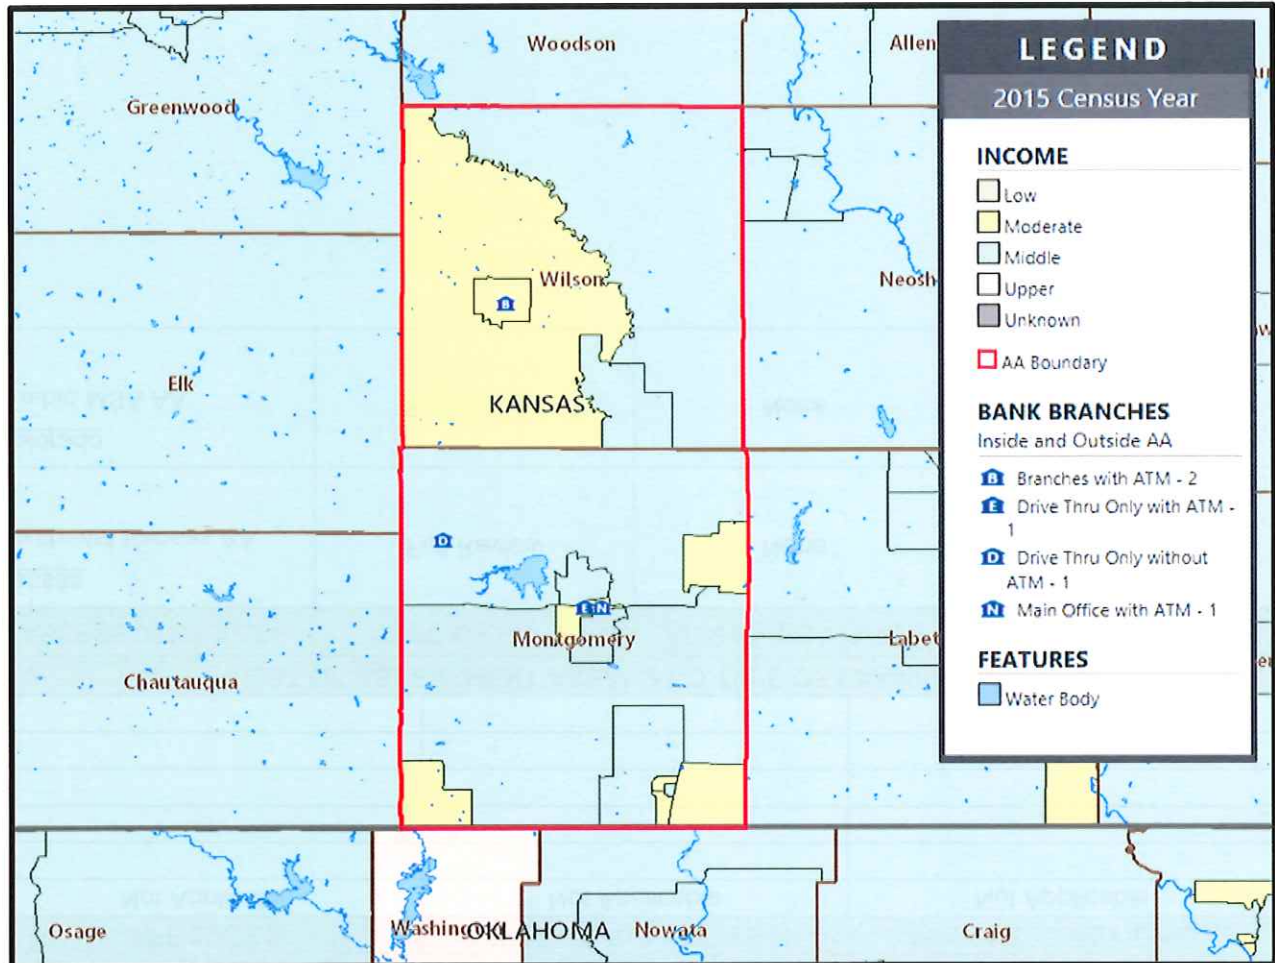 Woodson
Allen
Greenwood
Wilson
Neosh
Elk
KANSAS
Montgomery
Labet
Chautauqua
Osage
Washington
OKLAHOMA
Nowata
Craig
B
D
E N
LEGEND
2015 Census Year
INCOME
Low
Moderate
Middle
Upper
Unknown
AA Boundary
BANK BRANCHES
Inside and Outside AA
B Branches with ATM - 2
E Drive Thru Only with ATM -
1
D Drive Thru Only without
ATM - 1
N Main Office with ATM - 1
FEATURES
Water Body